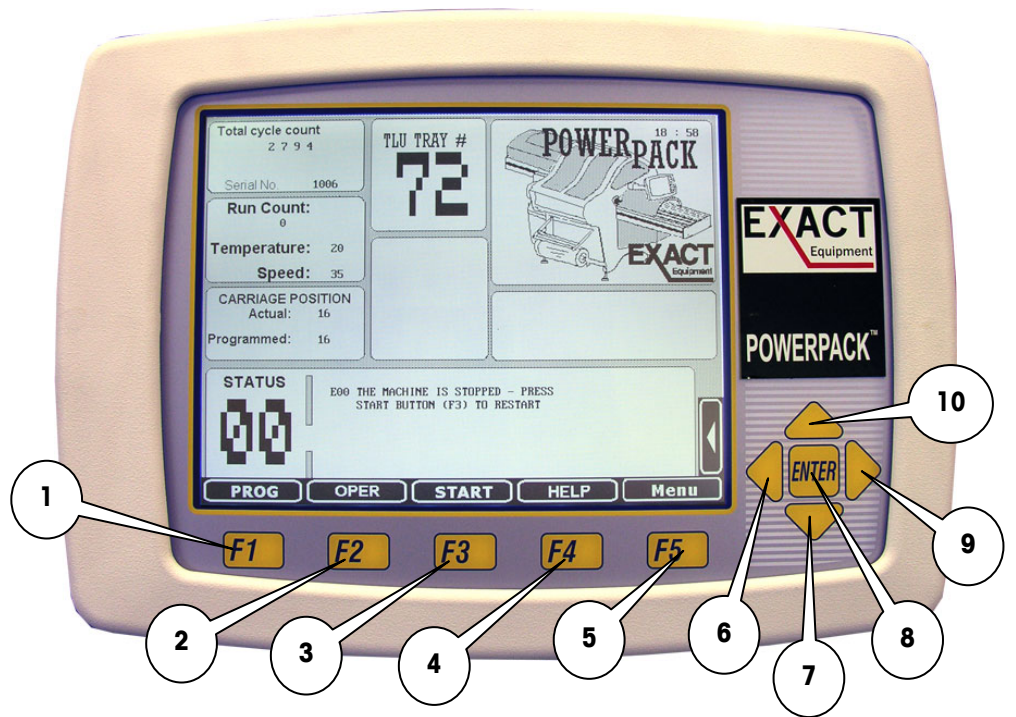 Total cycle count
2794
Serial No. 1006
Run Count:
0
Temperature: 20
Speed: 35
CARRIAGE POSITION
Actual: 16
Programmed: 16
TLU TRAY #
72
18 : 58
POWERPACK
EXACT
Equipment
STATUS
00
E00 THE MACHINE IS STOPPED - PRESS
START BUTTON (F3) TO RESTART
PROG OPER START HELP Menu
F1 F2 F3 F4 F5
EXACT
Equipment
POWERPACK™
ENTER
1
2
3
4
5
6
7
8
9
10